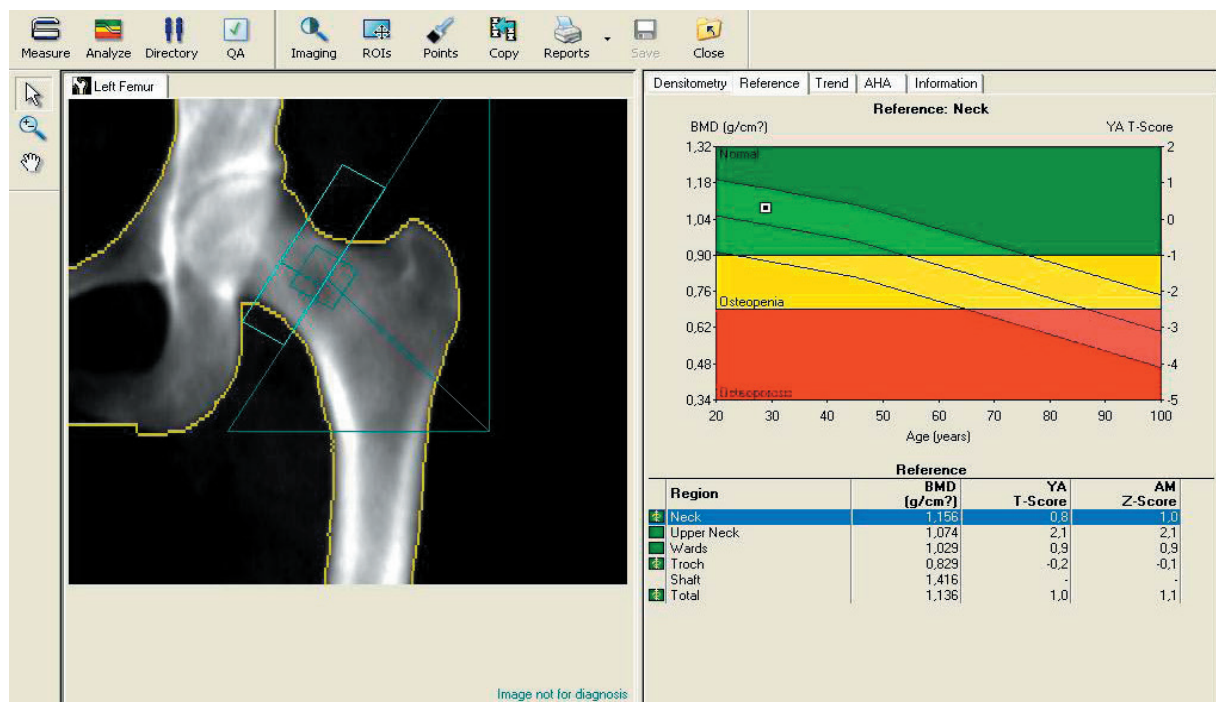 Measure Analyze Directory QA Imaging ROIs Points Copy Reports Save Close
Left Femur
Image not for diagnosis
Densitometry Reference Trend AHA Information
Reference: Neck
BMD (g/cm?) YA T-Score
1,32 2
Normal
1,18 1
1,04 0
0,90 -1
0,76 -2
Osteopenia
0,62 -3
0,48 -4
Osteoporosis
0,34 -5
20 30 40 50 60 70 80 90 100
Age (years)
Reference
Region BMD (g/cm?) YA T-Score AM Z-Score
Neck 1,156 0,8 1,0
Upper Neck 1,074 2,1 2,1
Wards 1,029 0,9 0,9
Troch 0,829 -0,2 -0,1
Shaft 1,416 - -
Total 1,136 1,0 1,1